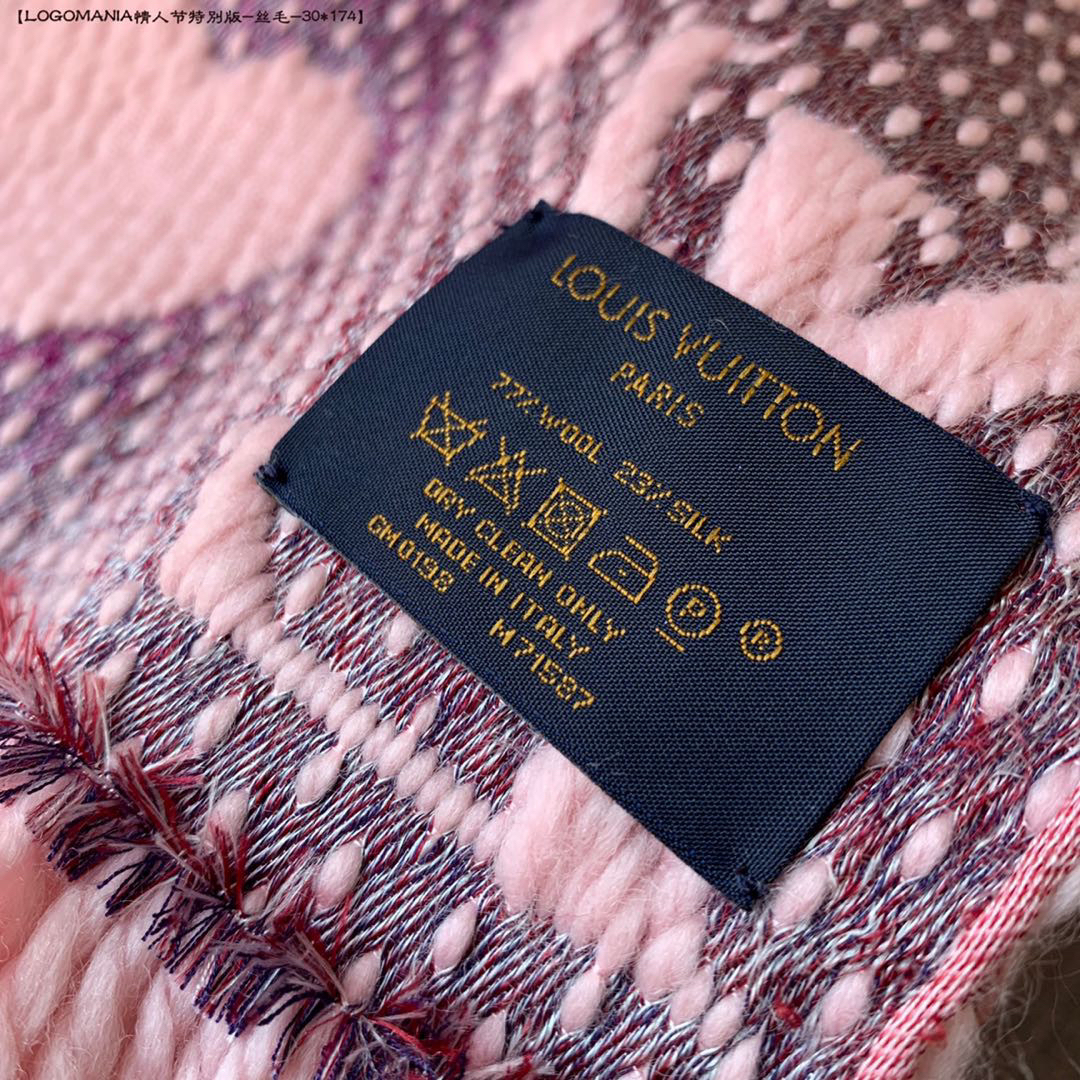 【LOGOMANIA情人节特别版-丝毛-30*174】
LOUIS VUITTON
PARIS
77% WOOL 23% SILK
P R
DRY CLEAN ONLY
MADE IN ITALY
GM0198 M71597